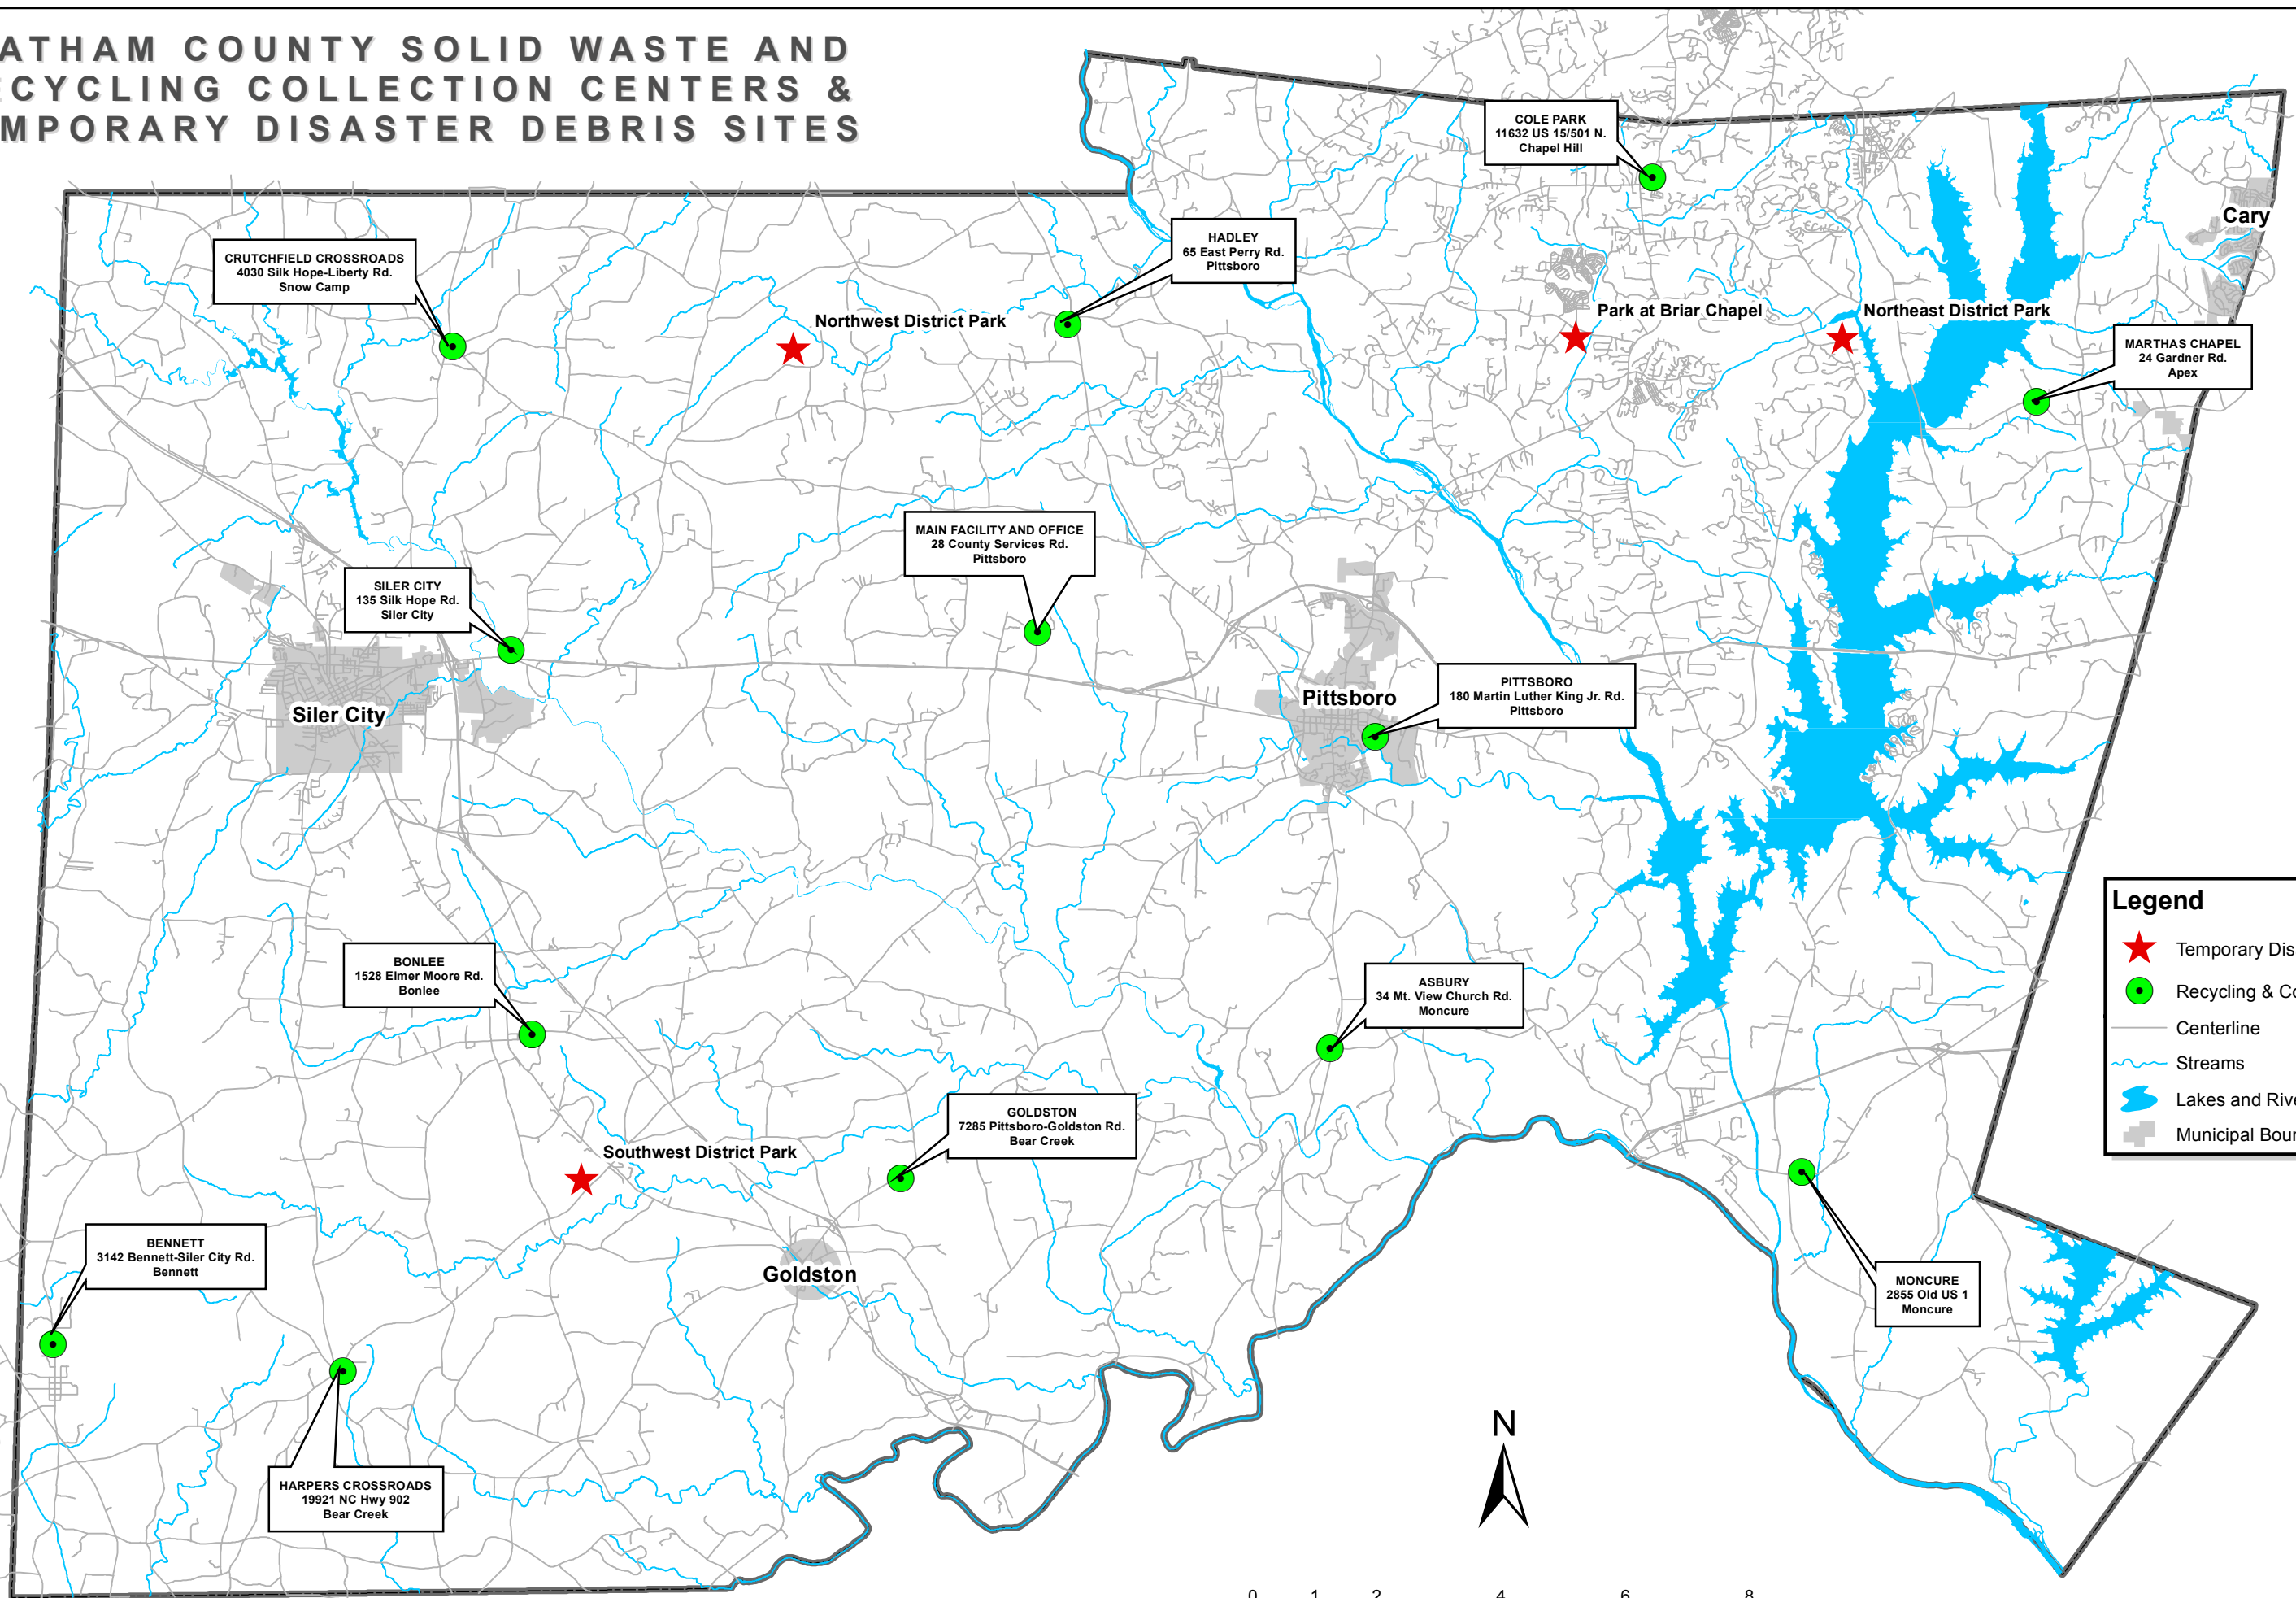 ATHAM COUNTY SOLID WASTE AND
CYCLING COLLECTION CENTERS &
MPORARY DISASTER DEBRIS SITES
COLE PARK
11632 US 15/501 N.
Chapel Hill
Cary
HADLEY
65 East Perry Rd.
Pittsboro
CRUTCHFIELD CROSSROADS
4030 Silk Hope-Liberty Rd.
Snow Camp
Northwest District Park
Park at Briar Chapel
Northeast District Park
MARTHAS CHAPEL
24 Gardner Rd.
Apex
MAIN FACILITY AND OFFICE
28 County Services Rd.
Pittsboro
SILER CITY
135 Silk Hope Rd.
Siler City
Siler City
Pittsboro
PITTSBORO
180 Martin Luther King Jr. Rd.
Pittsboro
BONLEE
1528 Elmer Moore Rd.
Bonlee
ASBURY
34 Mt. View Church Rd.
Moncure
GOLDSTON
7285 Pittsboro-Goldston Rd.
Bear Creek
Southwest District Park
Goldston
BENNETT
3142 Bennett-Siler City Rd.
Bennett
MONCURE
2855 Old US 1
Moncure
HARPERS CROSSROADS
19921 NC Hwy 902
Bear Creek
Legend
Temporary Dis
Recycling & Co
Centerline
Streams
Lakes and Rive
Municipal Boun
N
0 1 2 4 6 8